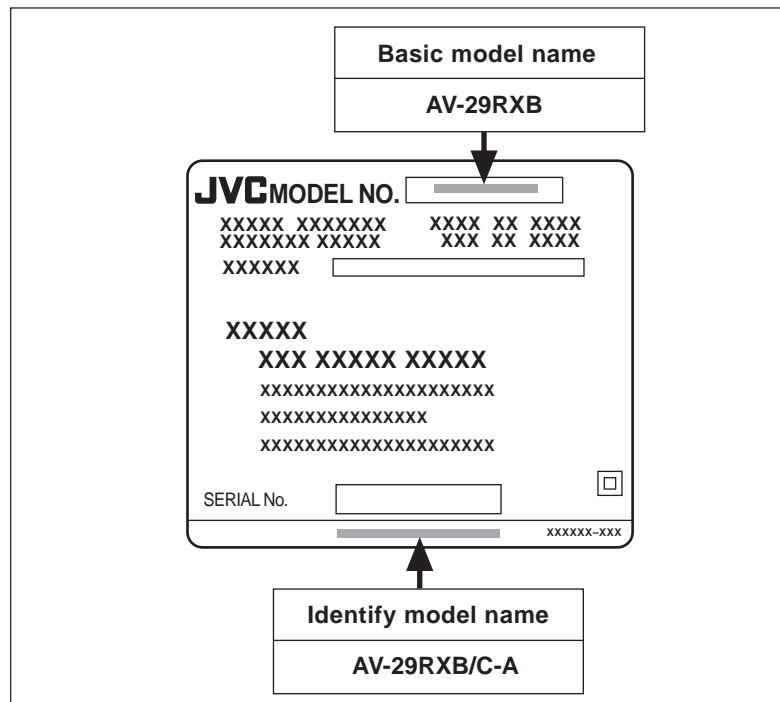 Basic model name
AV-29RXB
JVC MODEL NO.
XXXXX XXXXXXX XXXX XX XXXX
XXXXXXX XXXXX XXX XX XXXX
XXXXXX
XXXXX
XXX XXXXX XXXXX
XXXXXXXXXXXXXXXXXXXXX
XXXXXXXXXXXXXXX
XXXXXXXXXXXXXXXXXXXXX
SERIAL No.
XXXXXX–XXX
Identify model name
AV-29RXB/C-A